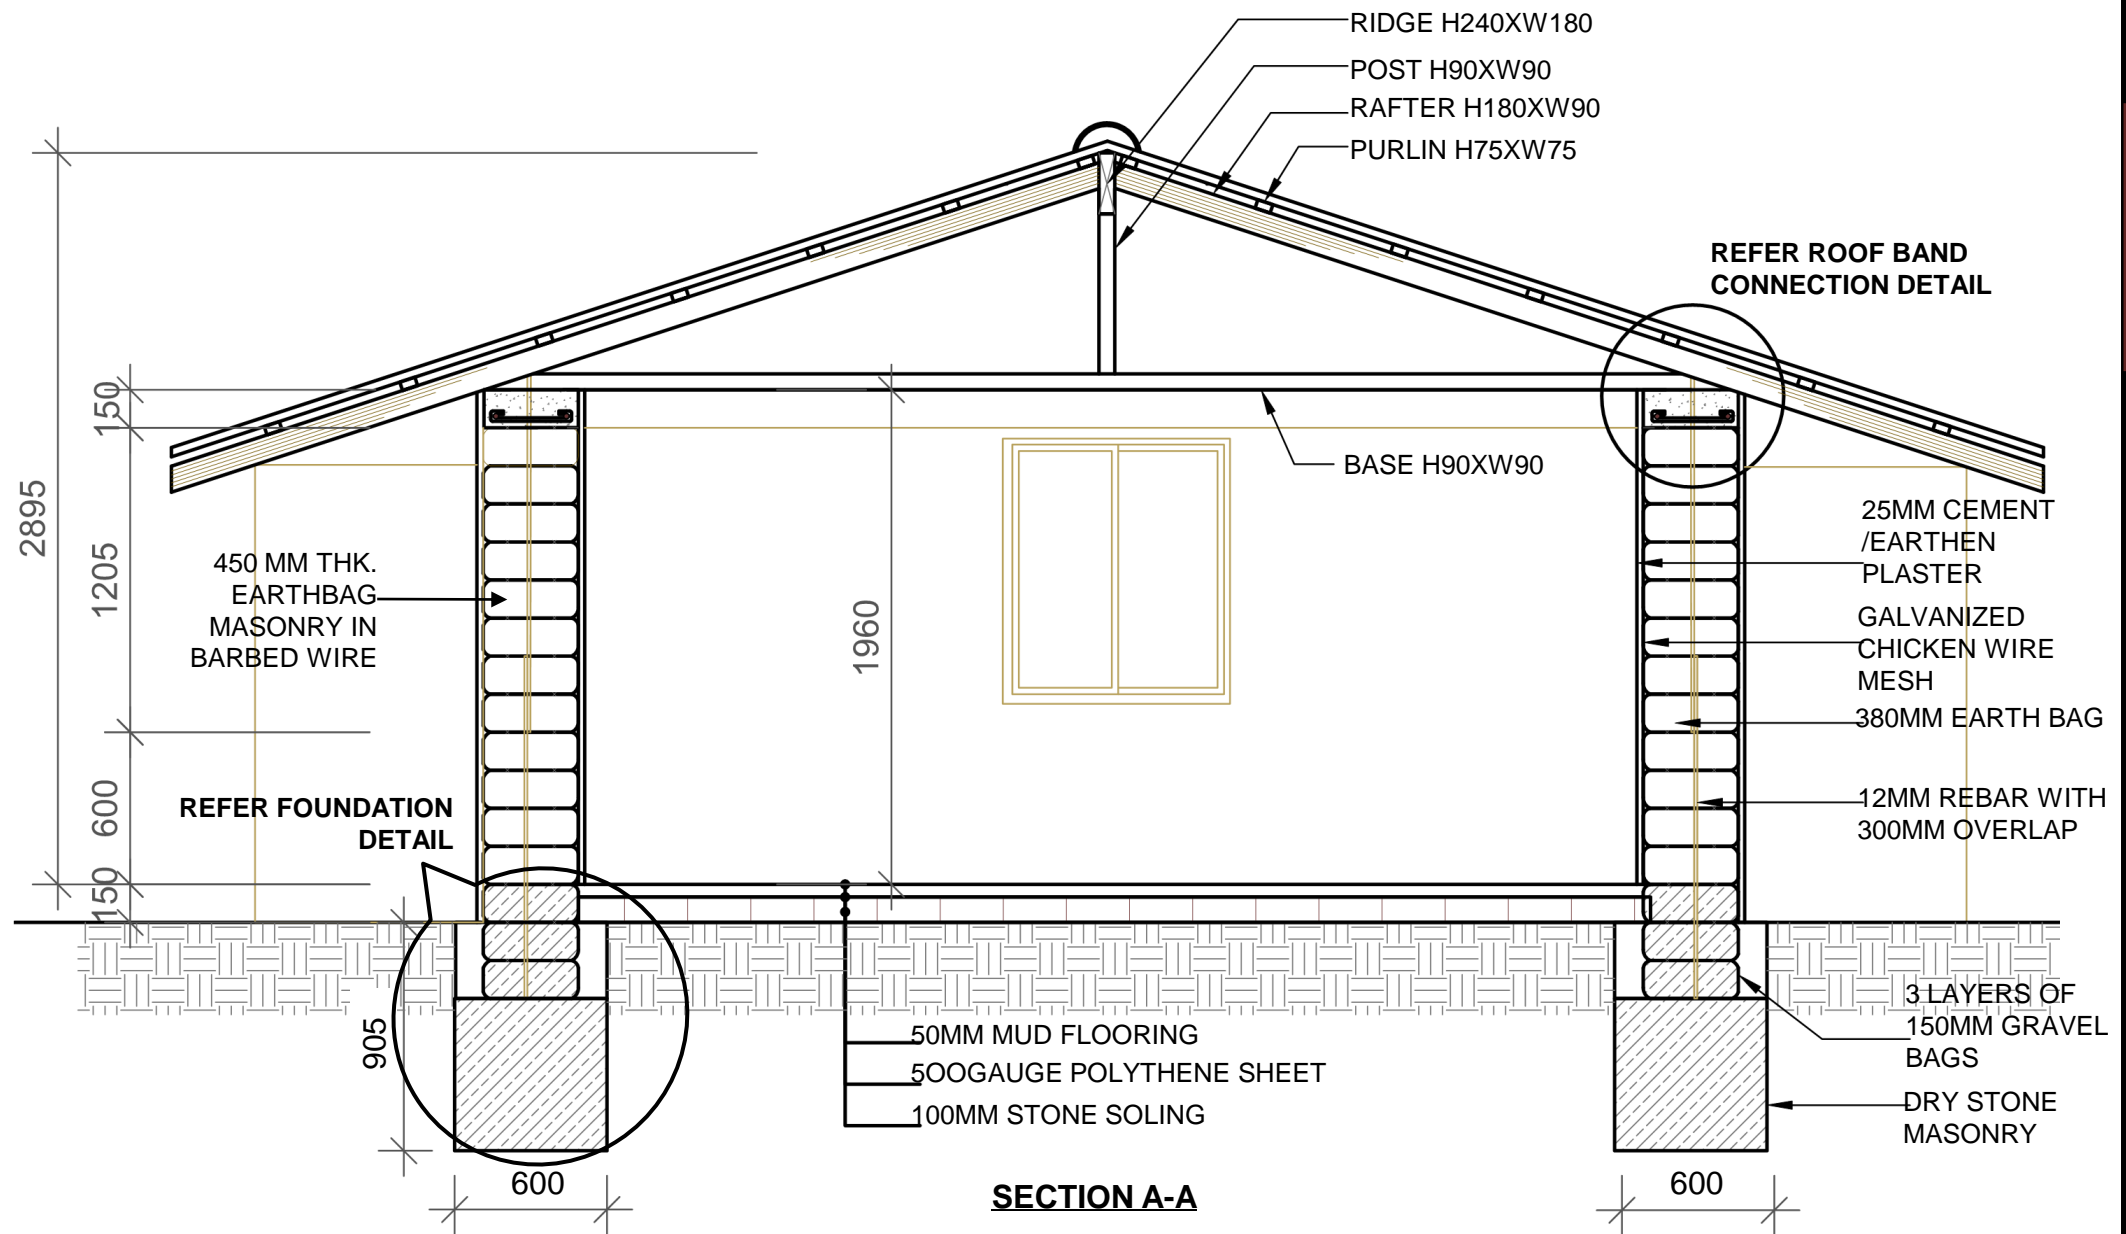 RIDGE H240XW180
POST H90XW90
RAFTER H180XW90
PURLIN H75XW75
REFER ROOF BAND
CONNECTION DETAIL
150
2895
1205
1960
BASE H90XW90
450 MM THK.
EARTHBAG
MASONRY IN
BARBED WIRE
25MM CEMENT
/EARTHEN
PLASTER
GALVANIZED
CHICKEN WIRE
MESH
380MM EARTH BAG
12MM REBAR WITH
300MM OVERLAP
600
REFER FOUNDATION
DETAIL
150
905
50MM MUD FLOORING
5OOGAUGE POLYTHENE SHEET
100MM STONE SOLING
3 LAYERS OF
150MM GRAVEL
BAGS
DRY STONE
MASONRY
600
600
SECTION A-A